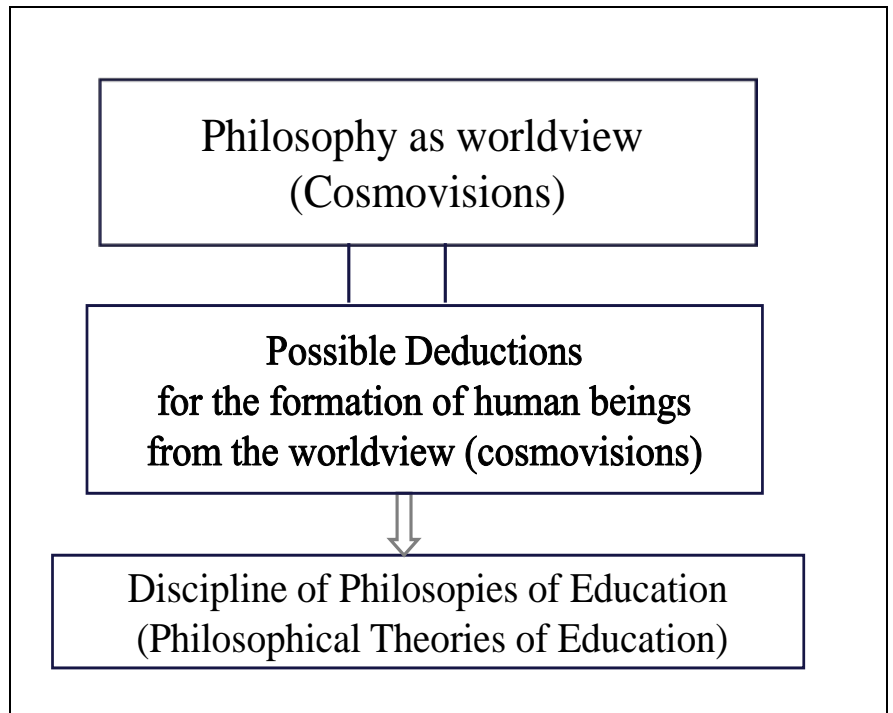 Philosophy as worldview
(Cosmovisions)
Possible Deductions
for the formation of human beings
from the worldview (cosmovisions)
Discipline of Philosopies of Education
(Philosophical Theories of Education)